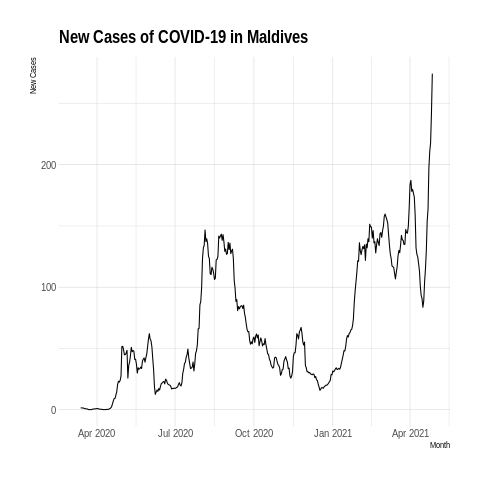 New Cases of COVID-19 in Maldives
New Cases
200
100
0
Apr 2020 Jul 2020 Oct 2020 Jan 2021 Apr 2021
Month